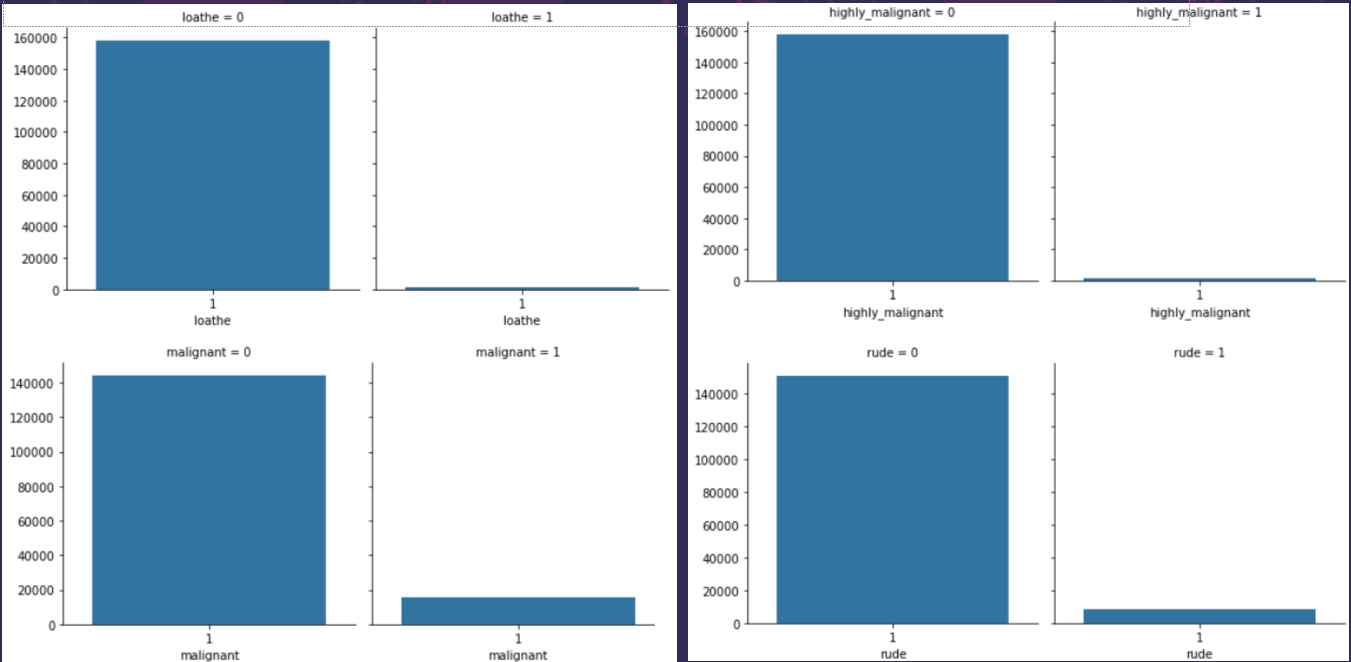 loathe = 0
loathe = 1
160000
140000
120000
100000
80000
60000
40000
20000
0
1
1
loathe
loathe
highly_malignant = 0
highly_malignant = 1
160000
140000
120000
100000
80000
60000
40000
20000
0
1
1
highly_malignant
highly_malignant
malignant = 0
malignant = 1
140000
120000
100000
80000
60000
40000
20000
0
1
1
malignant
malignant
rude = 0
rude = 1
140000
120000
100000
80000
60000
40000
20000
0
1
1
rude
rude